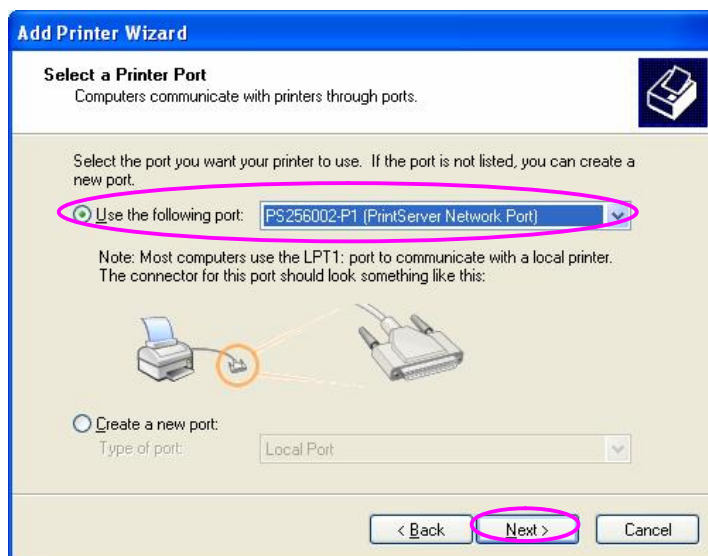 Add Printer Wizard
Select a Printer Port
Computers communicate with printers through ports.
Select the port you want your printer to use. If the port is not listed, you can create a
new port.
Use the following port: PS256002-P1 (PrintServer Network Port)
Note: Most computers use the LPT1: port to communicate with a local printer.
The connector for this port should look something like this:
Create a new port:
Type of port: Local Port
< Back Next > Cancel